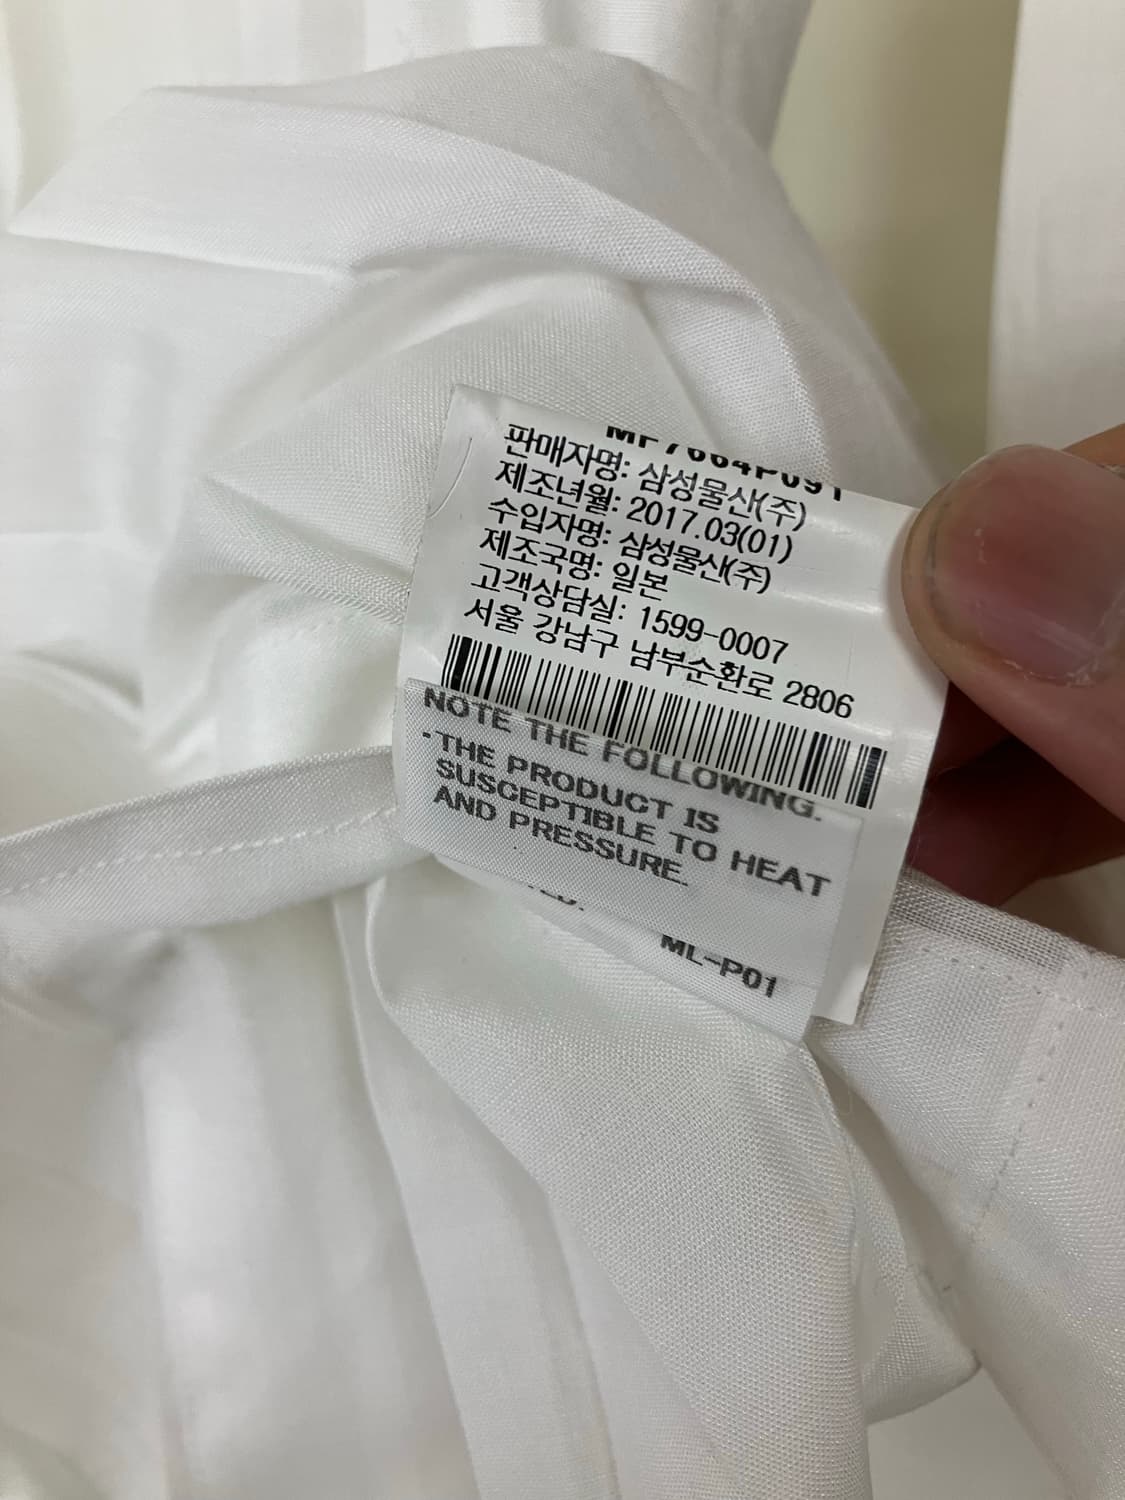 MF7664P091
판매자명: 삼성물산(주)
제조년월: 2017.03(01)
수입자명: 삼성물산(주)
제조국명: 일본
고객상담실: 1599-0007
서울 강남구 남부순환로 2806
NOTE THE FOLLOWING.
·THE PRODUCT IS
SUSCEPTIBLE TO HEAT
AND PRESSURE.
ML-P01